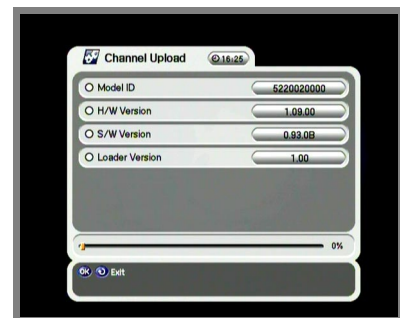 Channel Upload 16:25
Model ID 5220020000
H/W Version 1.09.00
S/W Version 0.93.0B
Loader Version 1.00
0%
OK Exit